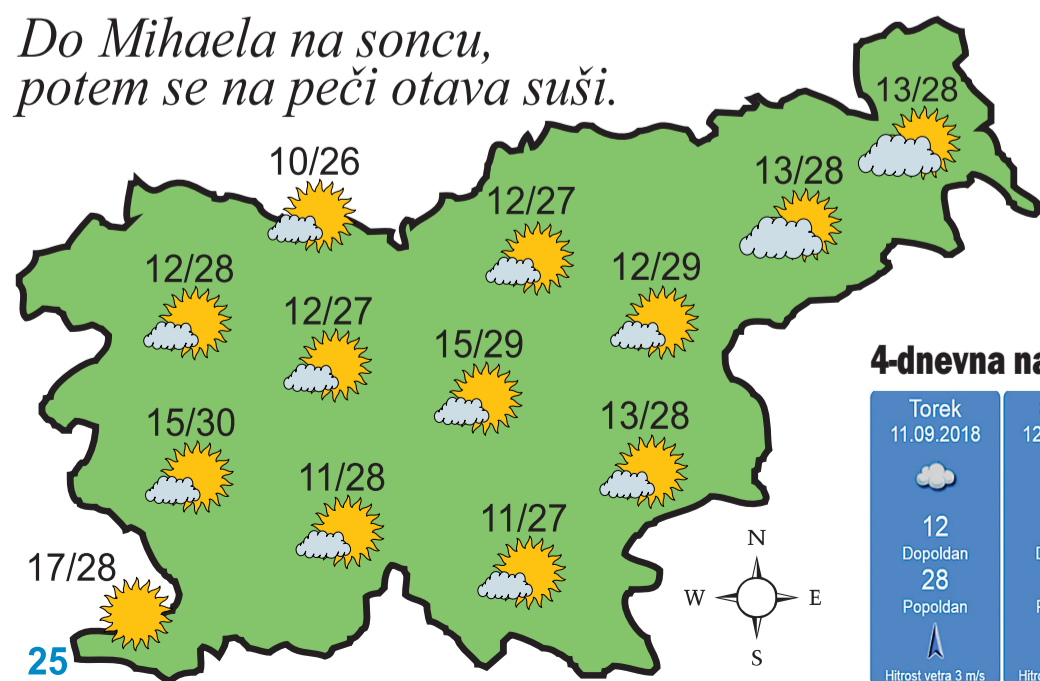 Do Mihaela na soncu,
potem se na peči otava suši.
13/28
10/26
13/28
12/27
12/28
12/29
12/27
15/29
15/30
13/28
11/28
11/27
17/28
25
N
W
E
S
4-dnevna na
Torek
11.09.2018
12
Dopoldan
28
Popoldan
Hitrost vetra 3 m/s
12
D
P
Hitro